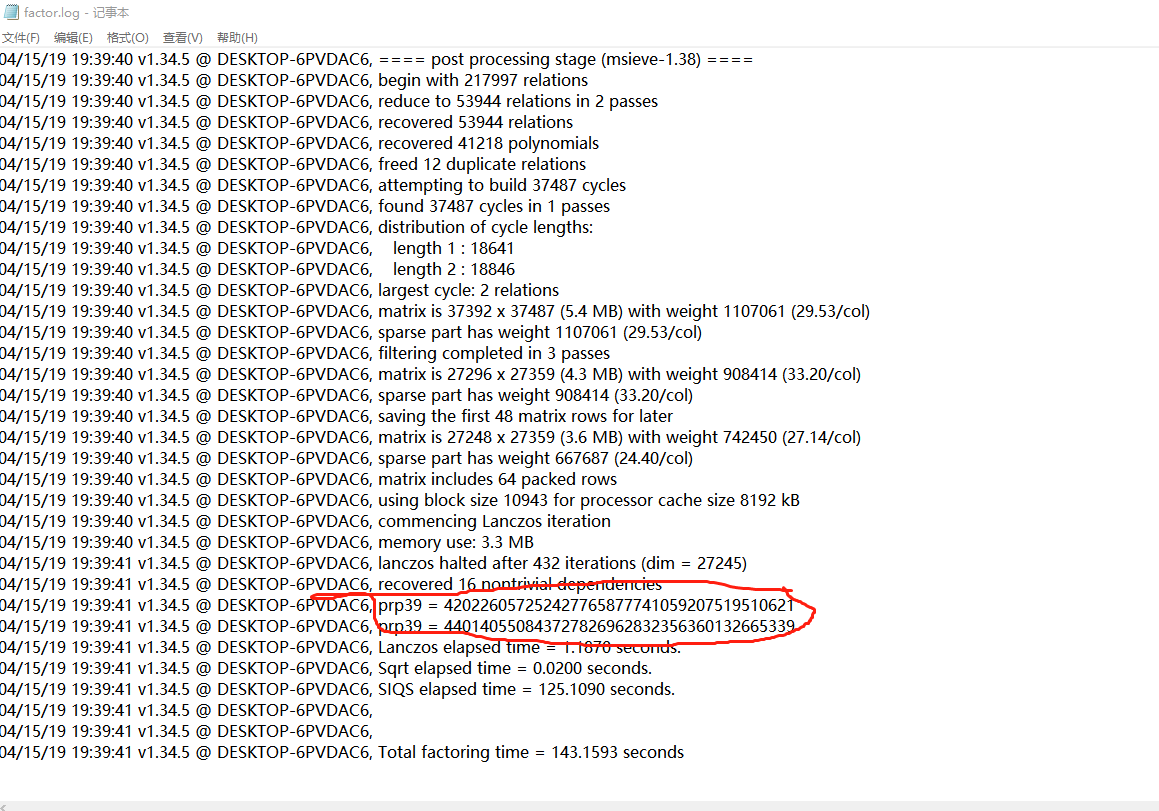 factor.log - 记事本
文件(F) 编辑(E) 格式(O) 查看(V) 帮助(H)
04/15/19 19:39:40 v1.34.5 @ DESKTOP-6PVDAC6, ==== post processing stage (msieve-1.38) ====
04/15/19 19:39:40 v1.34.5 @ DESKTOP-6PVDAC6, begin with 217997 relations
04/15/19 19:39:40 v1.34.5 @ DESKTOP-6PVDAC6, reduce to 53944 relations in 2 passes
04/15/19 19:39:40 v1.34.5 @ DESKTOP-6PVDAC6, recovered 53944 relations
04/15/19 19:39:40 v1.34.5 @ DESKTOP-6PVDAC6, recovered 41218 polynomials
04/15/19 19:39:40 v1.34.5 @ DESKTOP-6PVDAC6, freed 12 duplicate relations
04/15/19 19:39:40 v1.34.5 @ DESKTOP-6PVDAC6, attempting to build 37487 cycles
04/15/19 19:39:40 v1.34.5 @ DESKTOP-6PVDAC6, found 37487 cycles in 1 passes
04/15/19 19:39:40 v1.34.5 @ DESKTOP-6PVDAC6, distribution of cycle lengths:
04/15/19 19:39:40 v1.34.5 @ DESKTOP-6PVDAC6, length 1 : 18641
04/15/19 19:39:40 v1.34.5 @ DESKTOP-6PVDAC6, length 2 : 18846
04/15/19 19:39:40 v1.34.5 @ DESKTOP-6PVDAC6, largest cycle: 2 relations
04/15/19 19:39:40 v1.34.5 @ DESKTOP-6PVDAC6, matrix is 37392 x 37487 (5.4 MB) with weight 1107061 (29.53/col)
04/15/19 19:39:40 v1.34.5 @ DESKTOP-6PVDAC6, sparse part has weight 1107061 (29.53/col)
04/15/19 19:39:40 v1.34.5 @ DESKTOP-6PVDAC6, filtering completed in 3 passes
04/15/19 19:39:40 v1.34.5 @ DESKTOP-6PVDAC6, matrix is 27296 x 27359 (4.3 MB) with weight 908414 (33.20/col)
04/15/19 19:39:40 v1.34.5 @ DESKTOP-6PVDAC6, sparse part has weight 908414 (33.20/col)
04/15/19 19:39:40 v1.34.5 @ DESKTOP-6PVDAC6, saving the first 48 matrix rows for later
04/15/19 19:39:40 v1.34.5 @ DESKTOP-6PVDAC6, matrix is 27248 x 27359 (3.6 MB) with weight 742450 (27.14/col)
04/15/19 19:39:40 v1.34.5 @ DESKTOP-6PVDAC6, sparse part has weight 667687 (24.40/col)
04/15/19 19:39:40 v1.34.5 @ DESKTOP-6PVDAC6, matrix includes 64 packed rows
04/15/19 19:39:40 v1.34.5 @ DESKTOP-6PVDAC6, using block size 10943 for processor cache size 8192 kB
04/15/19 19:39:40 v1.34.5 @ DESKTOP-6PVDAC6, commencing Lanczos iteration
04/15/19 19:39:40 v1.34.5 @ DESKTOP-6PVDAC6, memory use: 3.3 MB
04/15/19 19:39:41 v1.34.5 @ DESKTOP-6PVDAC6, lanczos halted after 432 iterations (dim = 27245)
04/15/19 19:39:41 v1.34.5 @ DESKTOP-6PVDAC6, recovered 16 nontrivial dependencies
04/15/19 19:39:41 v1.34.5 @ DESKTOP-6PVDAC6, prp39 = 420226057252427765877741059207519510621
04/15/19 19:39:41 v1.34.5 @ DESKTOP-6PVDAC6, prp39 = 440140550843727826962832356360132665339
04/15/19 19:39:41 v1.34.5 @ DESKTOP-6PVDAC6, Lanczos elapsed time = 1.1870 seconds.
04/15/19 19:39:41 v1.34.5 @ DESKTOP-6PVDAC6, Sqrt elapsed time = 0.0200 seconds.
04/15/19 19:39:41 v1.34.5 @ DESKTOP-6PVDAC6, SIQS elapsed time = 125.1090 seconds.
04/15/19 19:39:41 v1.34.5 @ DESKTOP-6PVDAC6,
04/15/19 19:39:41 v1.34.5 @ DESKTOP-6PVDAC6,
04/15/19 19:39:41 v1.34.5 @ DESKTOP-6PVDAC6, Total factoring time = 143.1593 seconds